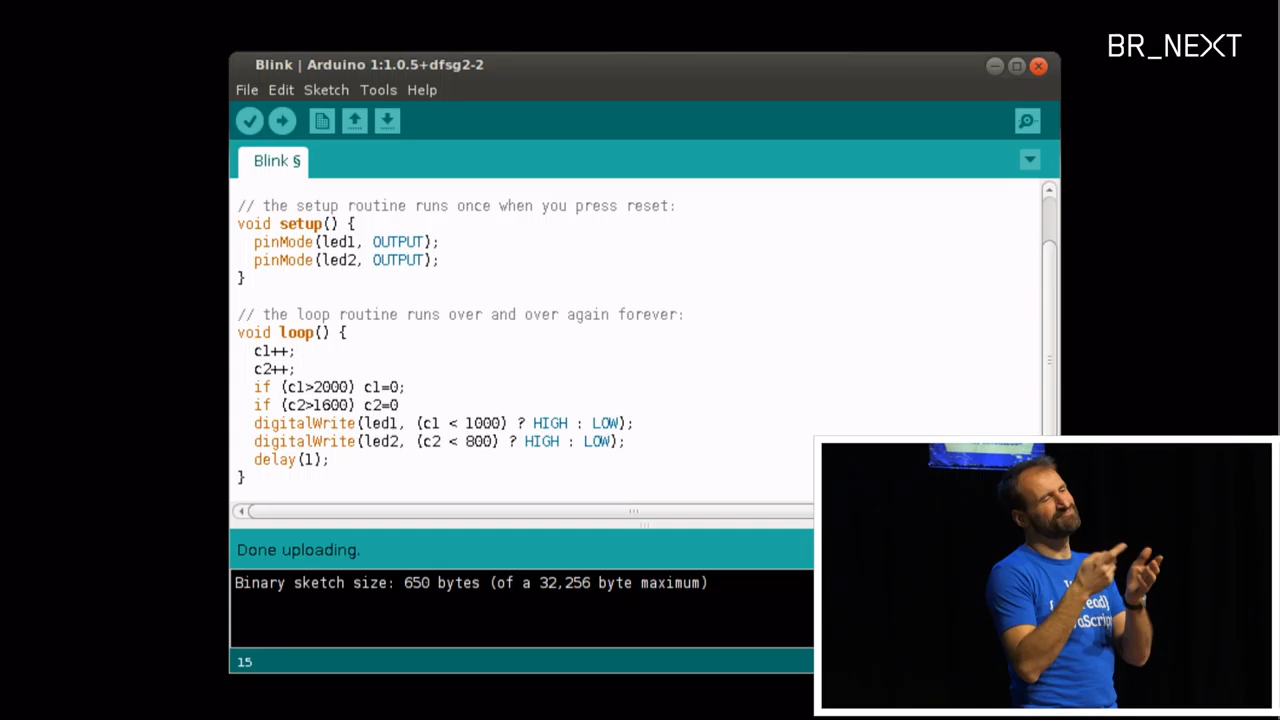 BR_NEXT
Blink | Arduino 1:1.0.5+dfsg2-2
File Edit Sketch Tools Help
Blink §
// the setup routine runs once when you press reset:
void setup() {
pinMode(led1, OUTPUT);
pinMode(led2, OUTPUT);
}
// the loop routine runs over and over again forever:
void loop() {
c1++;
c2++;
if (c1>2000) c1=0;
if (c2>1600) c2=0
digitalWrite(led1, (c1 < 1000) ? HIGH : LOW);
digitalWrite(led2, (c2 < 800) ? HIGH : LOW);
delay(1);
}
Done uploading.
Binary sketch size: 650 bytes (of a 32,256 byte maximum)
15